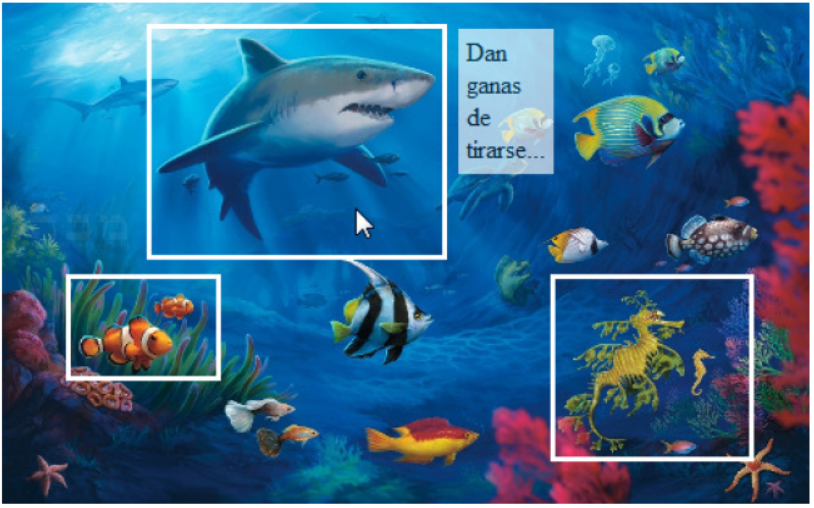 Dan
ganas
de
tirarse...